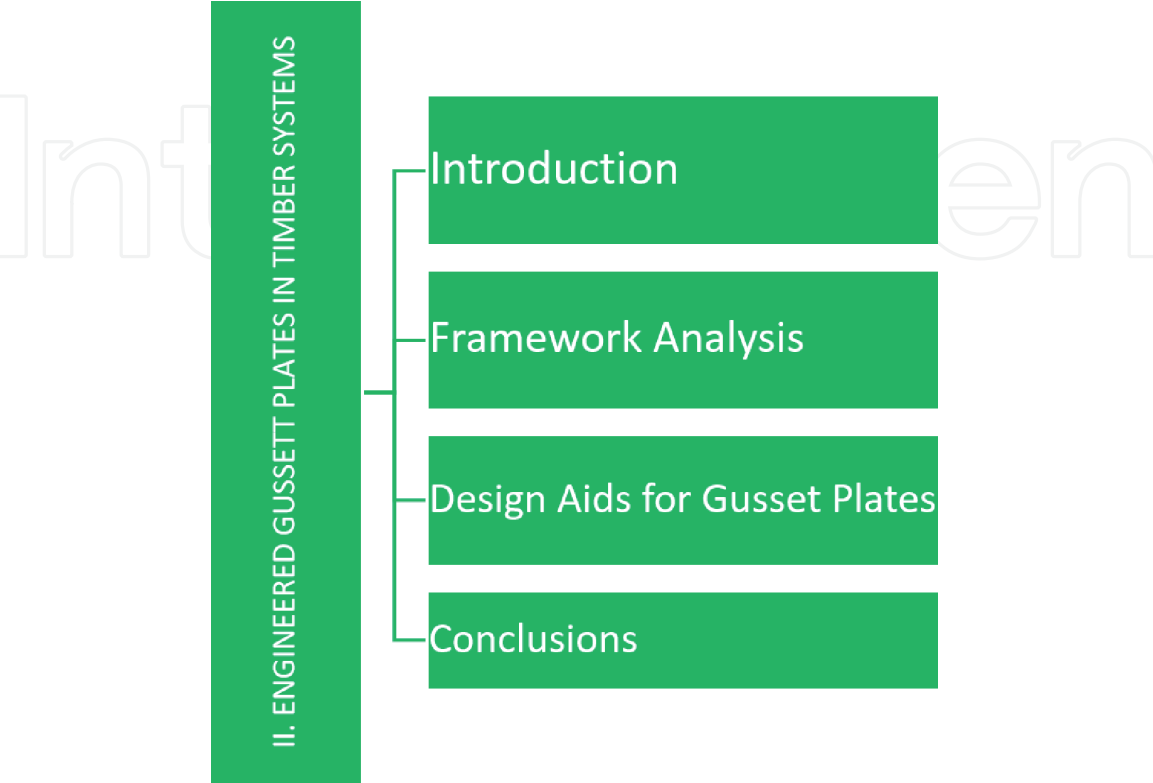 II. ENGINEERED GUSSETT PLATES IN TIMBER SYSTEMS
Introduction
Framework Analysis
Design Aids for Gusset Plates
Conclusions